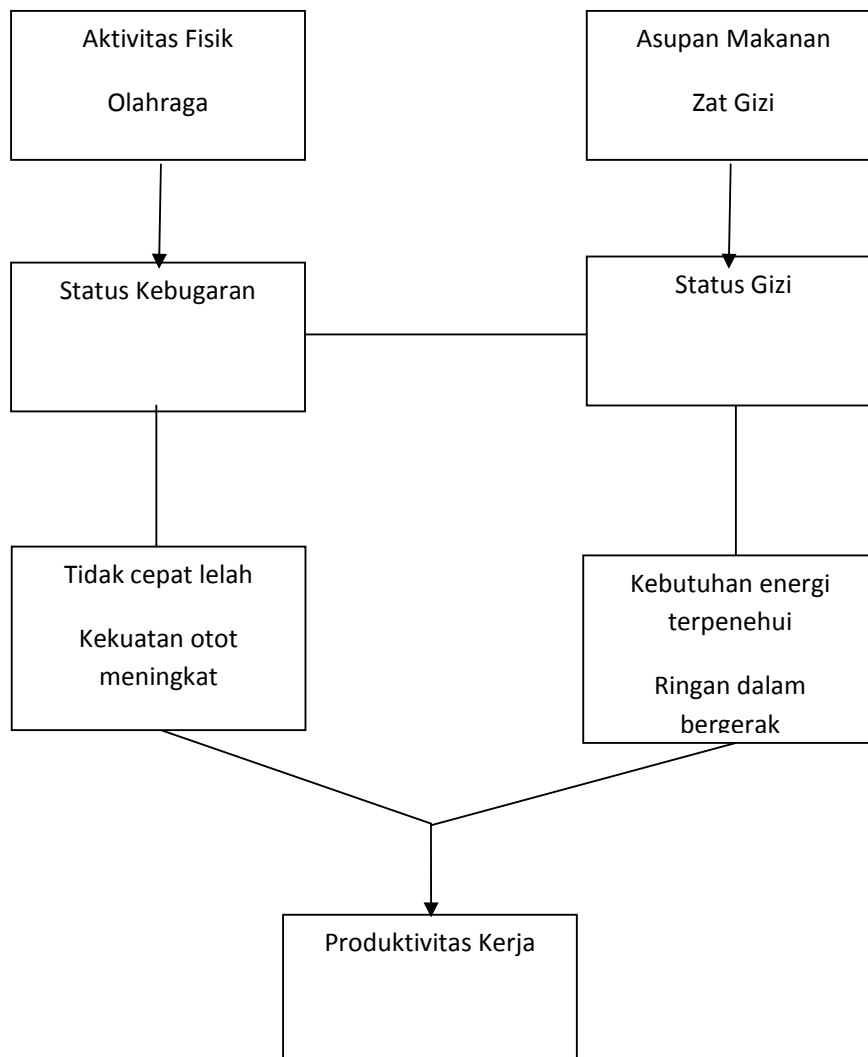 Aktivitas Fisik
Olahraga
Asupan Makanan
Zat Gizi
Status Kebugaran
Status Gizi
Tidak cepat lelah
Kekuatan otot
meningkat
Kebutuhan energi
terpenehui
Ringan dalam
bergerak
Produktivitas Kerja